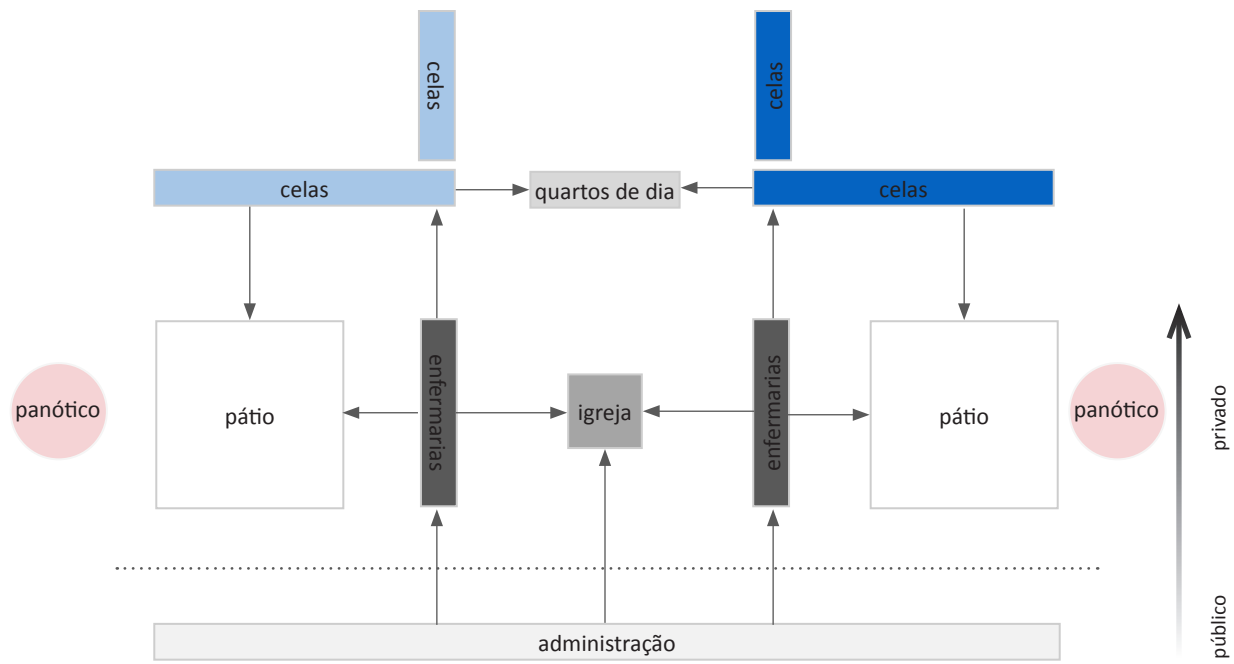 celas
celas
celas
quartos de dia
celas
panótico
pátio
enfermarias
igreja
enfermarias
pátio
panótico
privado
administração
público